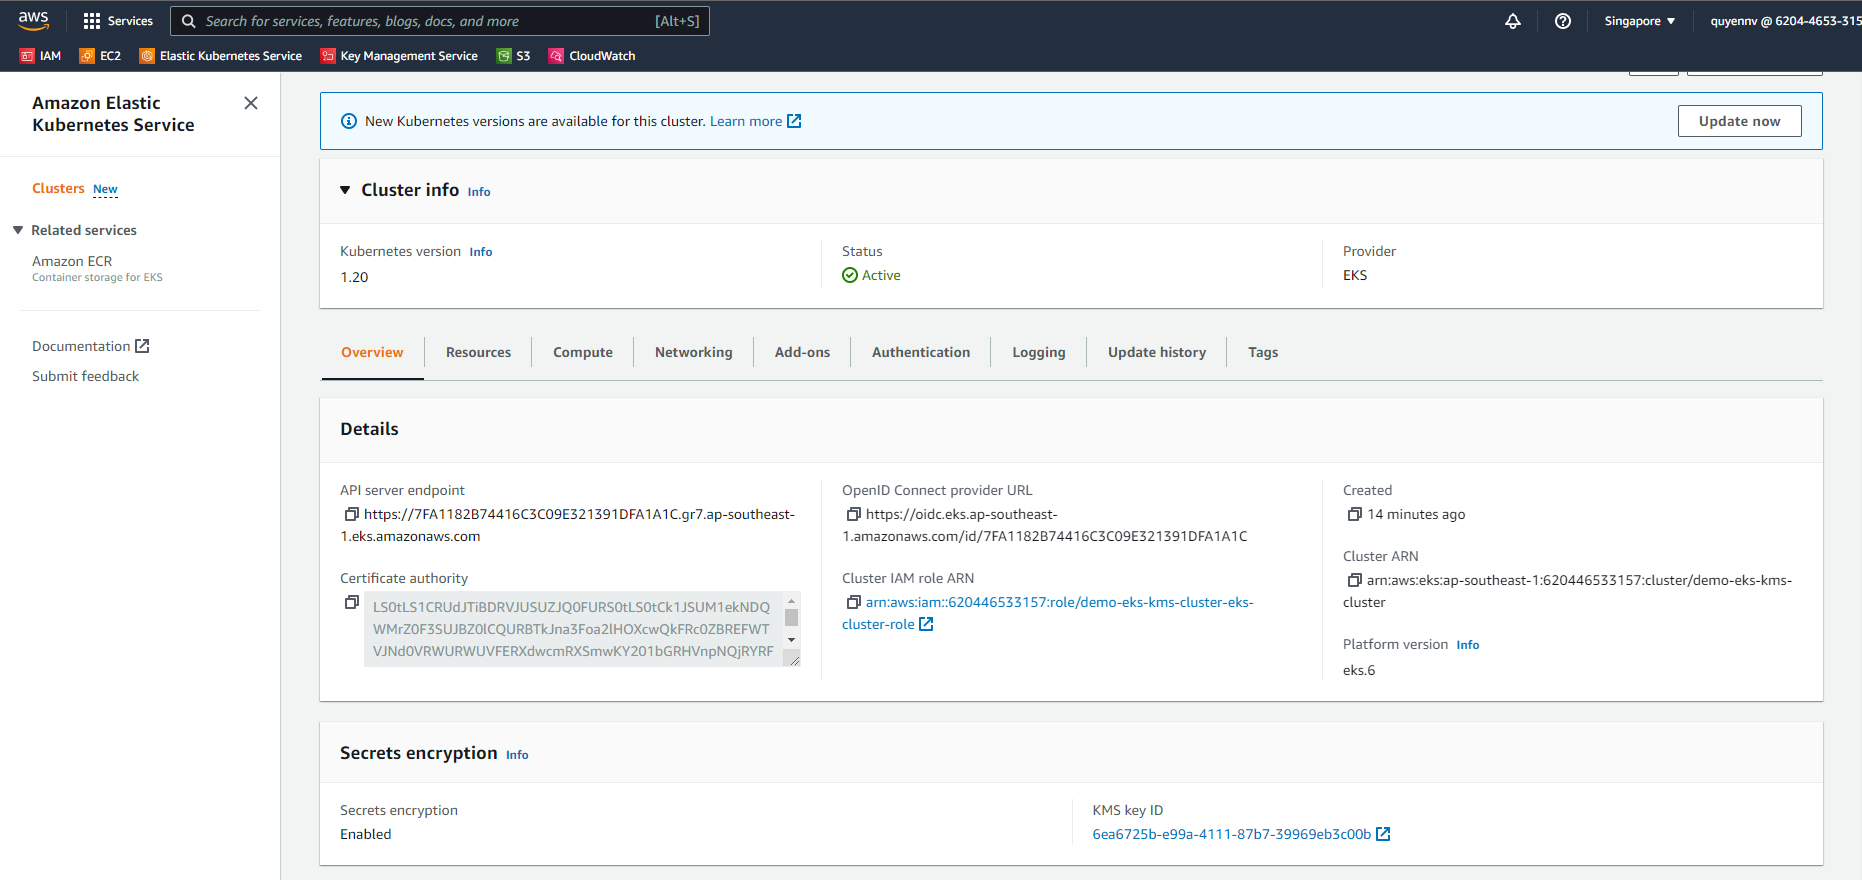 aws
Services
Search for services, features, blogs, docs, and more
[Alt+S]
Singapore
quyennv @ 6204-4653-315
IAM
EC2
Elastic Kubernetes Service
Key Management Service
S3
CloudWatch
Amazon Elastic
Kubernetes Service
Clusters New
Related services
Amazon ECR
Container storage for EKS
Documentation
Submit feedback
New Kubernetes versions are available for this cluster. Learn more
Update now
Cluster info Info
Kubernetes version Info
1.20
Status
Active
Provider
EKS
Overview
Resources
Compute
Networking
Add-ons
Authentication
Logging
Update history
Tags
Details
API server endpoint
https://7FA1182B74416C3C09E321391DFA1A1C.gr7.ap-southeast-
1.eks.amazonaws.com
Certificate authority
LS0tLS1CRUdJTiBDRVJUSUZJQ0FURS0tLS0tCk1JSUM1ekNDQ
WMrZ0F3SUJBZ0lCQURBTkJna3Foa2lHOXcwQkFRc0ZBREFWT
VJNd0VRWURWUVFERXdwcmRXSmwKY201bGRHVnpNQjRYRF
OpenID Connect provider URL
https://oidc.eks.ap-southeast-
1.amazonaws.com/id/7FA1182B74416C3C09E321391DFA1A1C
Cluster IAM role ARN
arn:aws:iam::620446533157:role/demo-eks-kms-cluster-eks-
cluster-role
Created
14 minutes ago
Cluster ARN
arn:aws:eks:ap-southeast-1:620446533157:cluster/demo-eks-kms-
cluster
Platform version Info
eks.6
Secrets encryption Info
Secrets encryption
Enabled
KMS key ID
6ea6725b-e99a-4111-87b7-39969eb3c00b